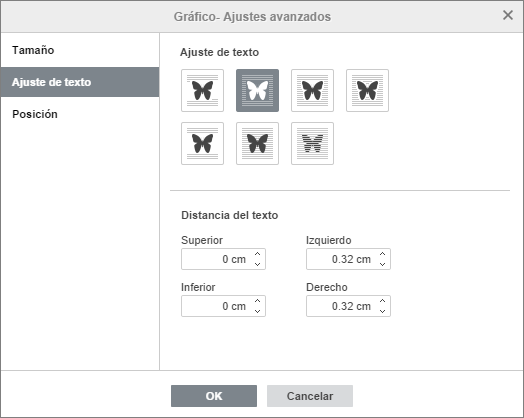 Gráfico- Ajustes avanzados
Tamaño
Ajuste de texto
Posición
Ajuste de texto
Distancia del texto
Superior
Izquierdo
0 cm
0.32 cm
Inferior
Derecho
0 cm
0.32 cm
OK
Cancelar